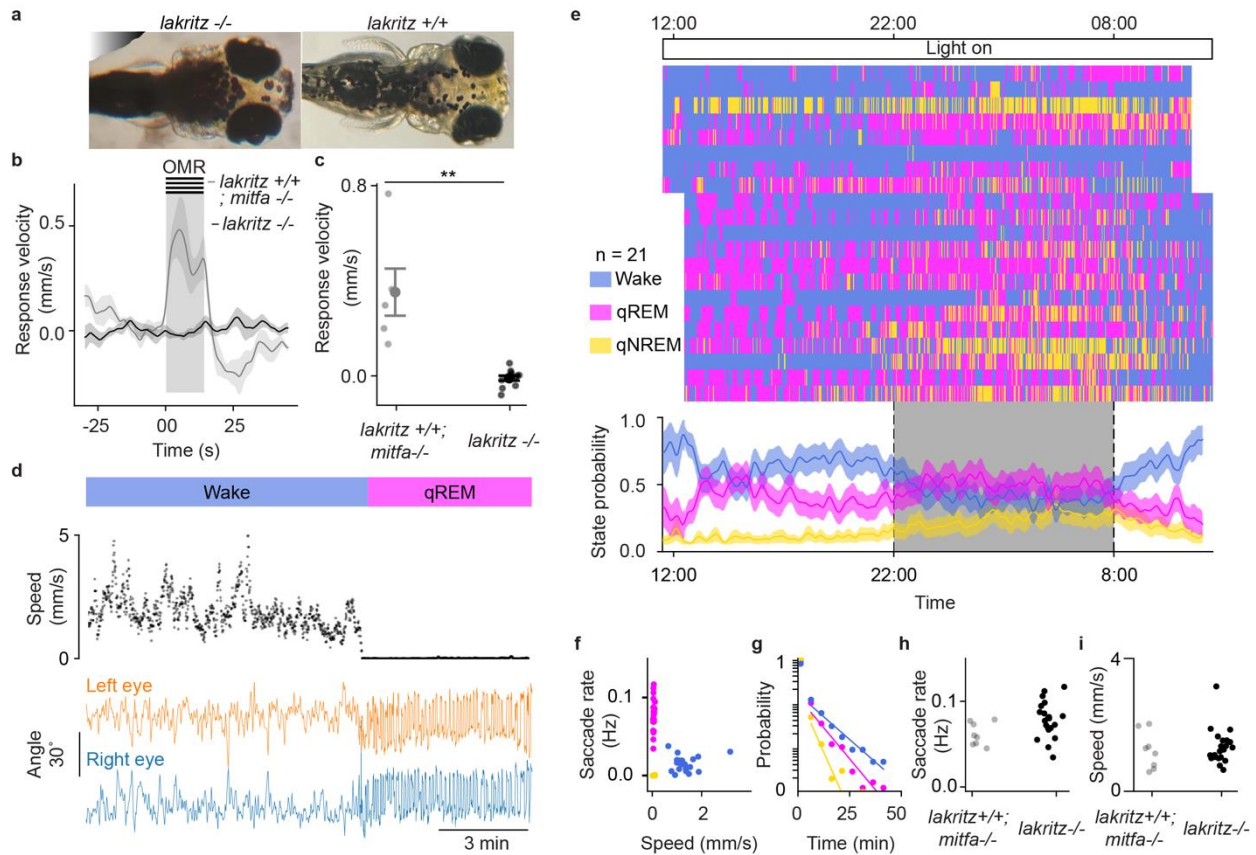 a
lakritz -/-
lakritz +/+
b
OMR
lakritz +/+
; mitfa -/-
lakritz -/-
Response velocity
(mm/s)
0.5
0.0
-25
00
25
Time (s)
c
**
Response velocity
(mm/s)
0.8
0.0
lakritz +/+;
mitfa-/-
lakritz -/-
d
Wake
qREM
Speed
(mm/s)
5
0
Left eye
Angle
30°
Right eye
3 min
e
12:00
22:00
08:00
Light on
n = 21
Wake
qREM
qNREM
State probability
1.0
0.5
0.0
12:00
22:00
8:00
Time
f
Saccade rate
(Hz)
0.1
0.0
0
2
Speed (mm/s)
g
Probability
1
0
0
25
50
Time (min)
h
Saccade rate
(Hz)
0.1
0.0
lakritz+/+;
mitfa-/-
lakritz-/-
i
Speed (mm/s)
4
0
lakritz+/+;
mitfa-/-
lakritz-/-